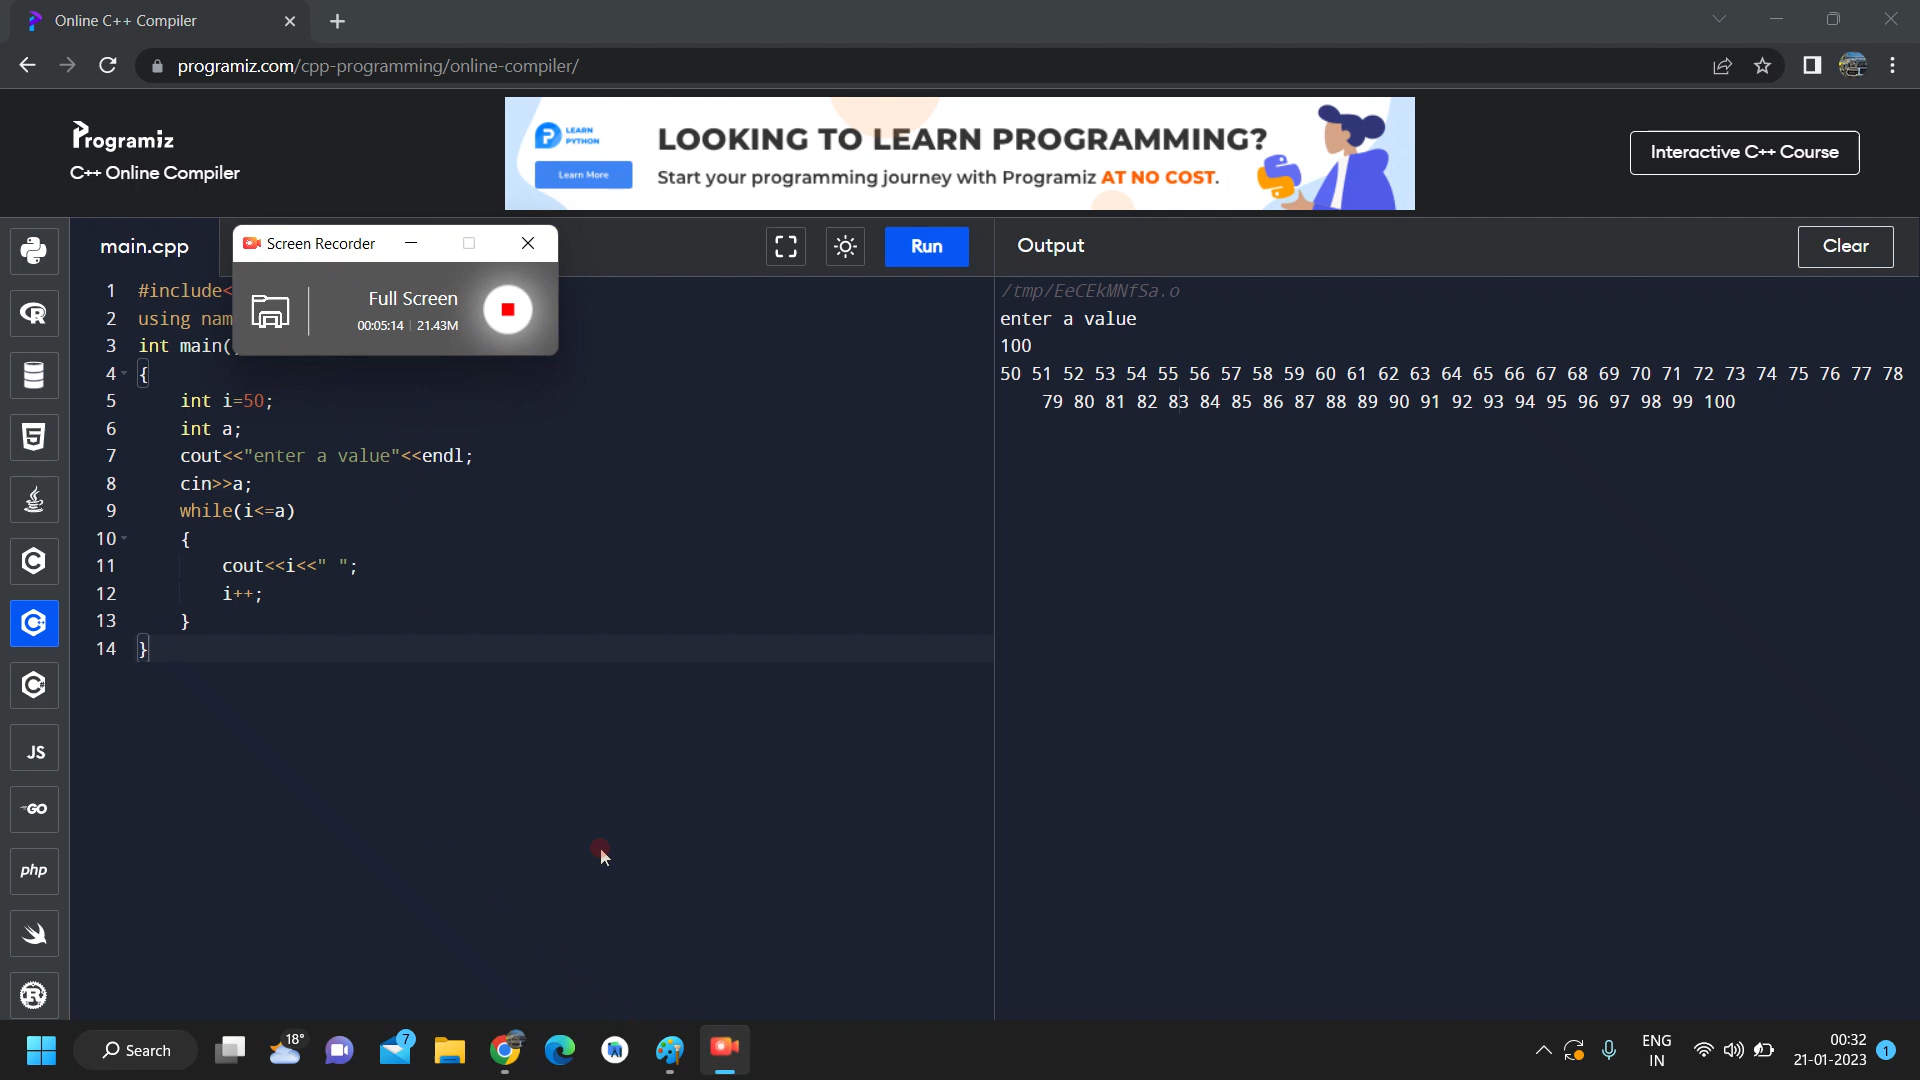 Online C++ Compiler
programiz.com/cpp-programming/online-compiler/
Programiz
C++ Online Compiler
LEARN
PYTHON
Learn More
LOOKING TO LEARN PROGRAMMING?
Start your programming journey with Programiz AT NO COST.
Interactive C++ Course
main.cpp
Screen Recorder
Full Screen
00:05:14 | 21.43M
Run
Output
Clear
1 #include<
2 using nam
3 int main(
4 {
5 int i=50;
6 int a;
7 cout<<"enter a value"<<endl;
8 cin>>a;
9 while(i<=a)
10 {
11 cout<<i<<" ";
12 i++;
13 }
14 }
/tmp/EeCEkMNfSa.o
enter a value
100
50 51 52 53 54 55 56 57 58 59 60 61 62 63 64 65 66 67 68 69 70 71 72 73 74 75 76 77 78
79 80 81 82 83 84 85 86 87 88 89 90 91 92 93 94 95 96 97 98 99 100
JS
GO
php
Search
18°
7
ENG
IN
00:32
21-01-2023
1